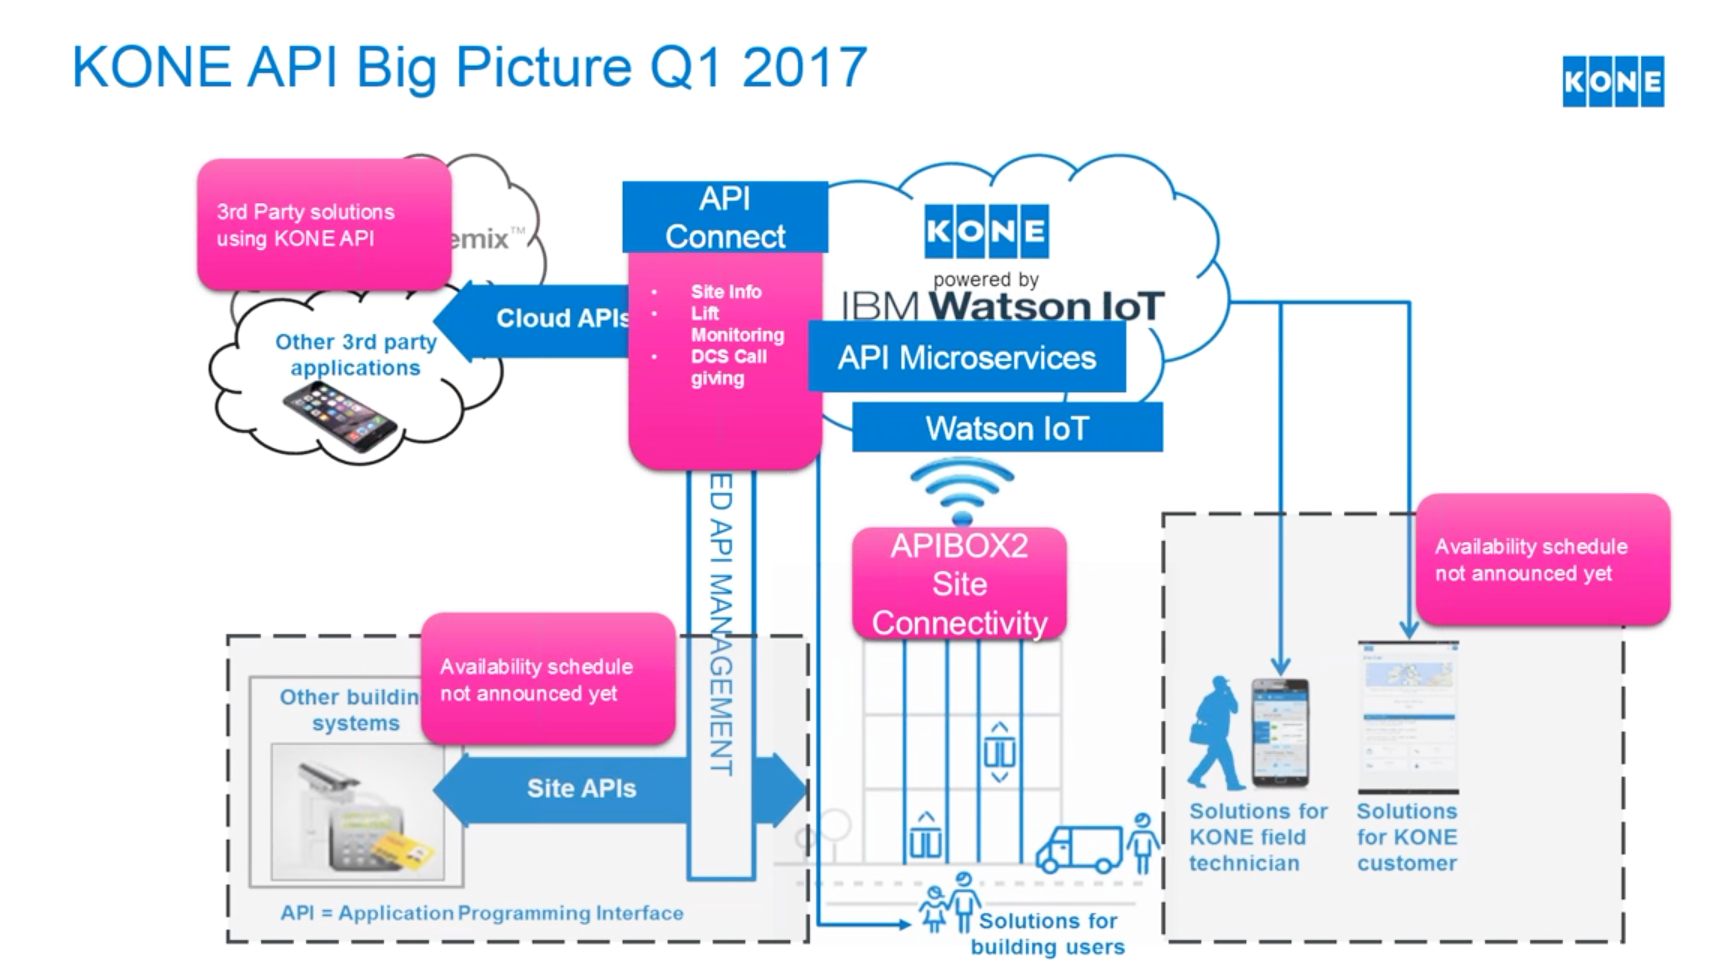 KONE API Big Picture Q1 2017
KONE
3rd Party solutions
using KONE API
emix™
API
Connect
KONE
powered by
IBM Watson IoT
Site Info
Lift
Monitoring
DCS Call
giving
Cloud APIs
Other 3rd party
applications
API Microservices
Watson IoT
APIBOX2
Site
Connectivity
Availability schedule
not announced yet
ED API MANAGEMENT
Availability schedule
not announced yet
Other buildin
systems
Site APIs
API = Application Programming Interface
Solutions for
building users
Solutions for
KONE field
technician
Solutions
for KONE
customer